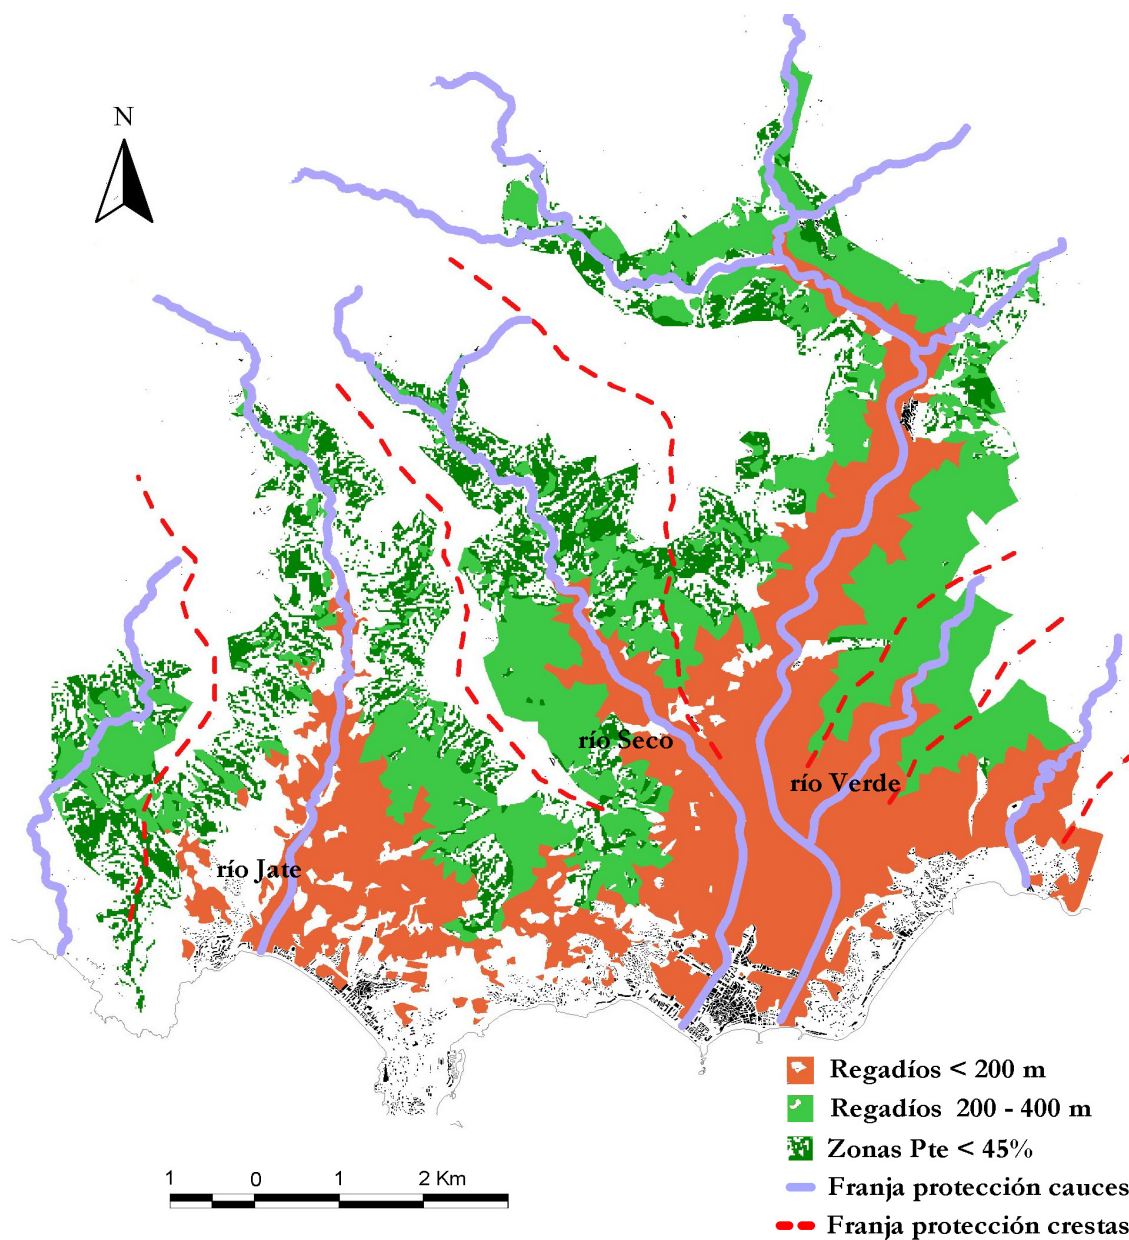 N
río Seco
río Verde
río Jate
Regadíos < 200 m
Regadíos 200 - 400 m
Zonas Pte < 45%
Franja protección cauces
Franja protección crestas
1 0 1 2 Km